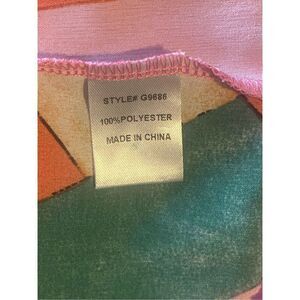 STYLE# G9686
100%POLYESTER
MADE IN CHINA